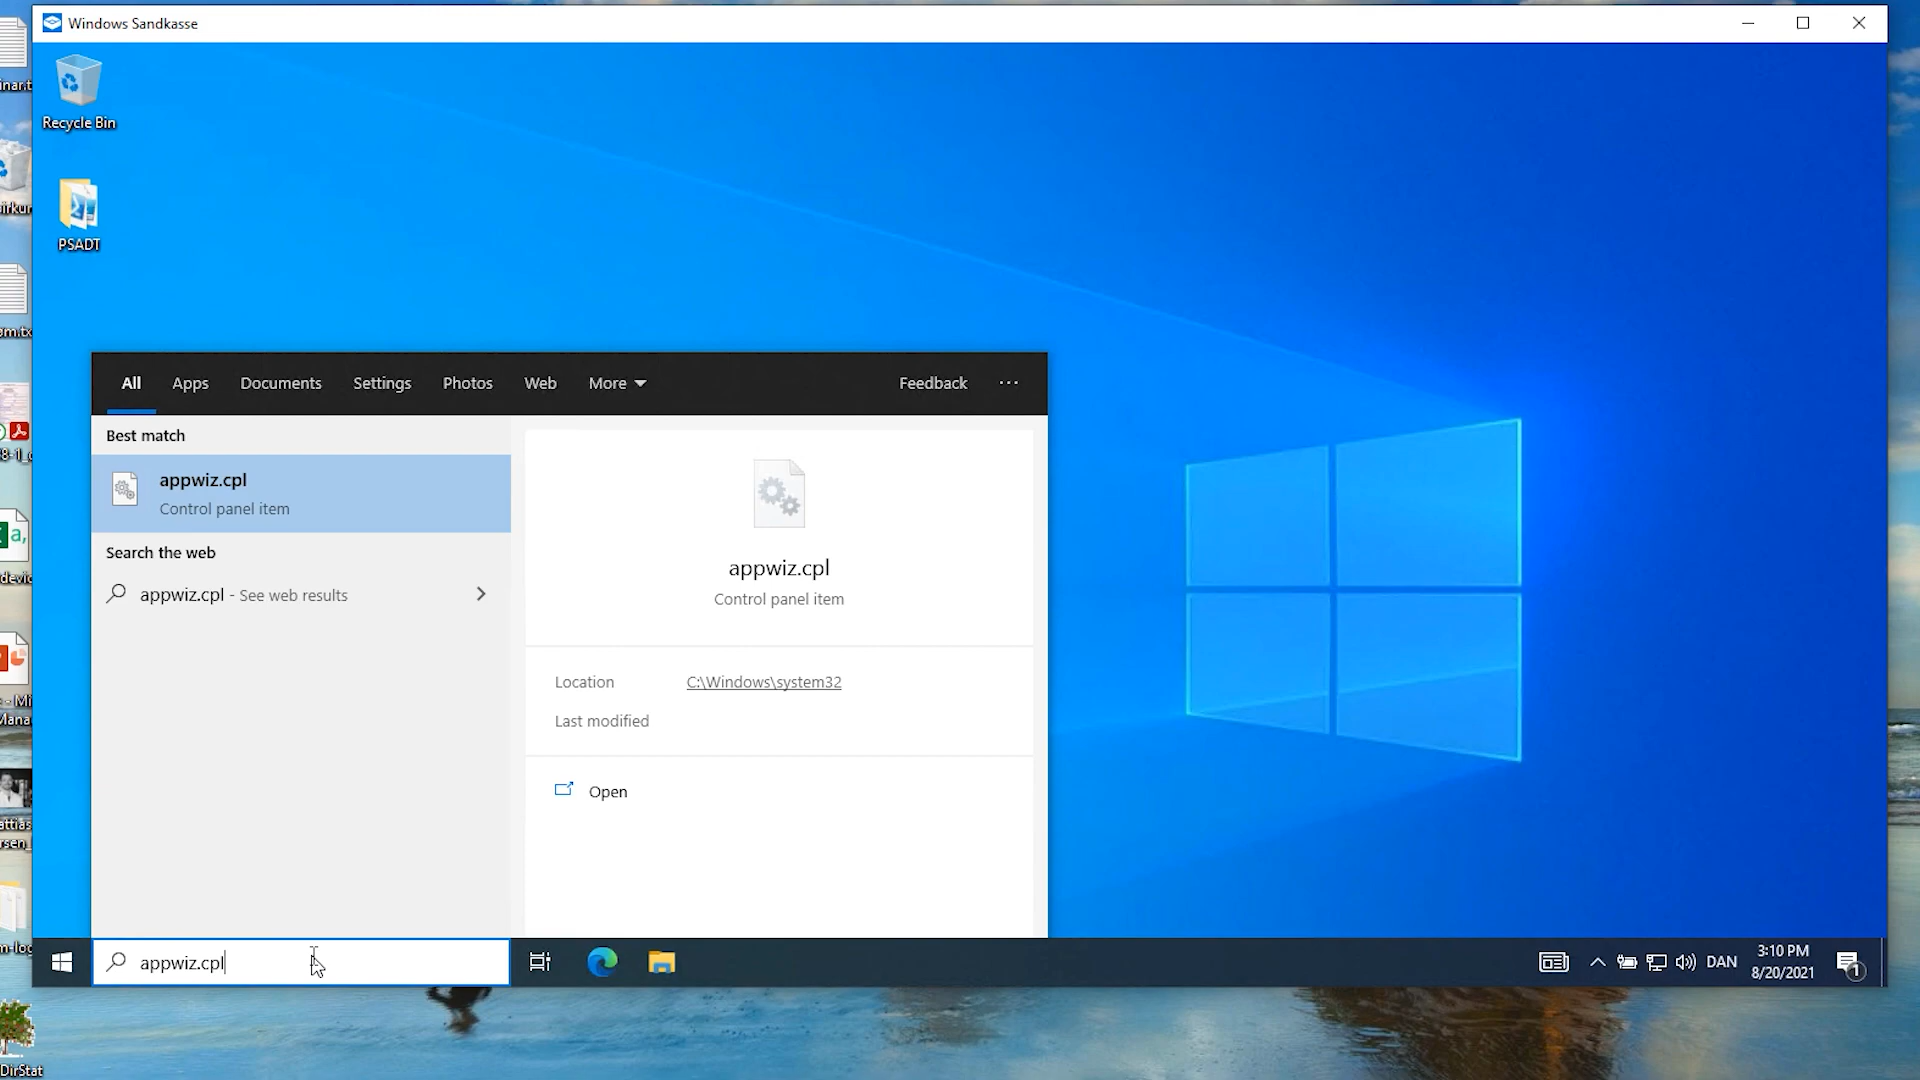 Windows Sandkasse
Recycle Bin
PSADT
All
Apps
Documents
Settings
Photos
Web
More
Feedback
Best match
appwiz.cpl
Control panel item
Search the web
appwiz.cpl - See web results
appwiz.cpl
Control panel item
Location
C:\Windows\system32
Last modified
Open
appwiz.cpl
DAN
3:10 PM
8/20/2021
1
DirStat